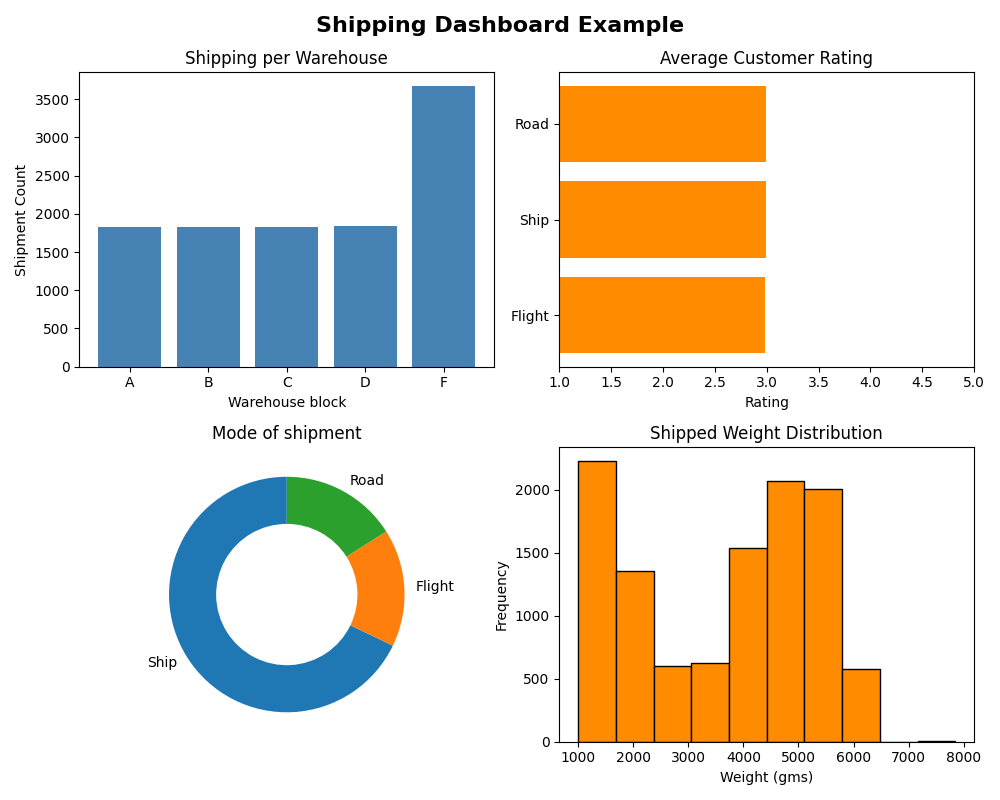 Shipping Dashboard Example
Shipping per Warehouse
Shipment Count
3500
3000
2500
2000
1500
1000
500
0
A B C D F
Warehouse block
Average Customer Rating
Road
Ship
Flight
1.0 1.5 2.0 2.5 3.0 3.5 4.0 4.5 5.0
Rating
Mode of shipment
Road
Flight
Ship
Shipped Weight Distribution
Frequency
2000
1500
1000
500
0
1000 2000 3000 4000 5000 6000 7000 8000
Weight (gms)